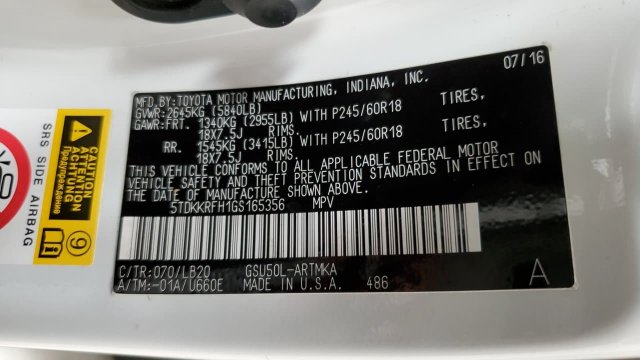 07/16
MFD.BY:TOYOTA MOTOR MANUFACTURING, INDIANA, INC.
GVWR:2645KG (5840LB)
GAWR:FRT. 1340KG (2955LB) WITH P245/60R18 TIRES,
18X7.5J RIMS.
RR. 1545KG (3415LB) WITH P245/60R18 TIRES,
18X7.5J RIMS.
THIS VEHICLE CONFORMS TO ALL APPLICABLE FEDERAL MOTOR
VEHICLE SAFETY AND THEFT PREVENTION STANDARDS IN EFFECT ON
THE DATE OF MANUFACTURE SHOWN ABOVE.
5TDKKRFH1GS165356 MPV
C/TR:070/LB20 GSU50L-ARTMKA
A/TM:-01A/U660E MADE IN U.S.A. 486
A
SRS SIDE AIRBAG
CAUTION
ATTENTION
ACHTUNG
Предупреждение
9